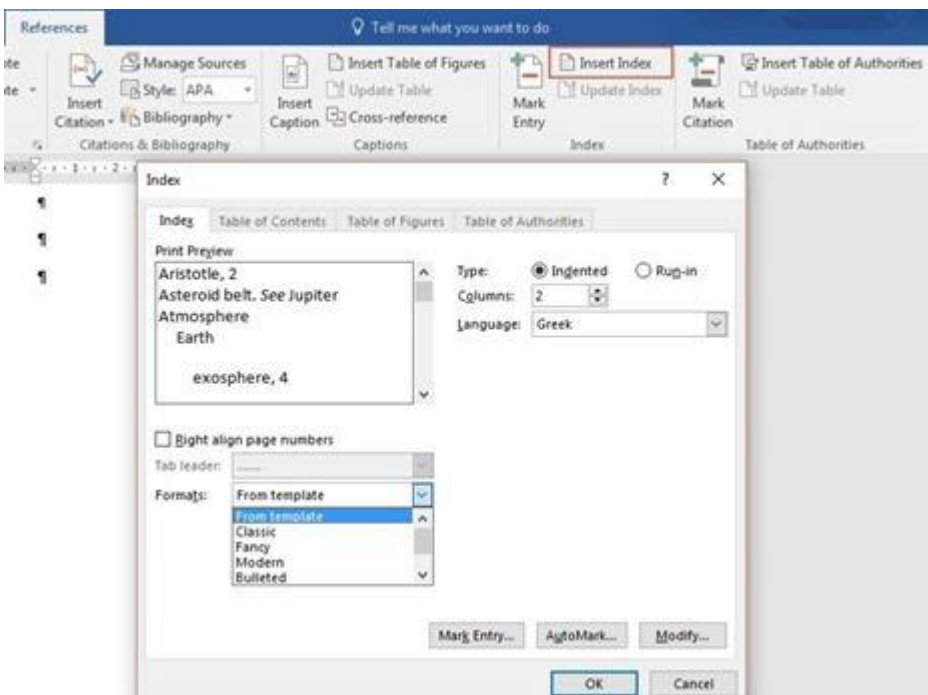 References
Tell me what you want to do
Manage Sources
Style: APA
Bibliography
Insert
Citation
Citations & Bibliography
Insert
Caption
Insert Table of Figures
Update Table
Cross-reference
Captions
Mark
Entry
Insert Index
Update Index
Index
Mark
Citation
Insert Table of Authorities
Update Table
Table of Authorities
Index ?
Index Table of Contents Table of Figures Table of Authorities
Print Preview
Aristotle, 2
Asteroid belt. See Jupiter
Atmosphere
Earth
exosphere, 4
Type: Indented Run-in
Columns: 2
Language: Greek
Right align page numbers
Tab leader: .......
Formats: From template
From template
Classic
Fancy
Modern
Bulleted
Mark Entry... AutoMark... Modify...
OK Cancel